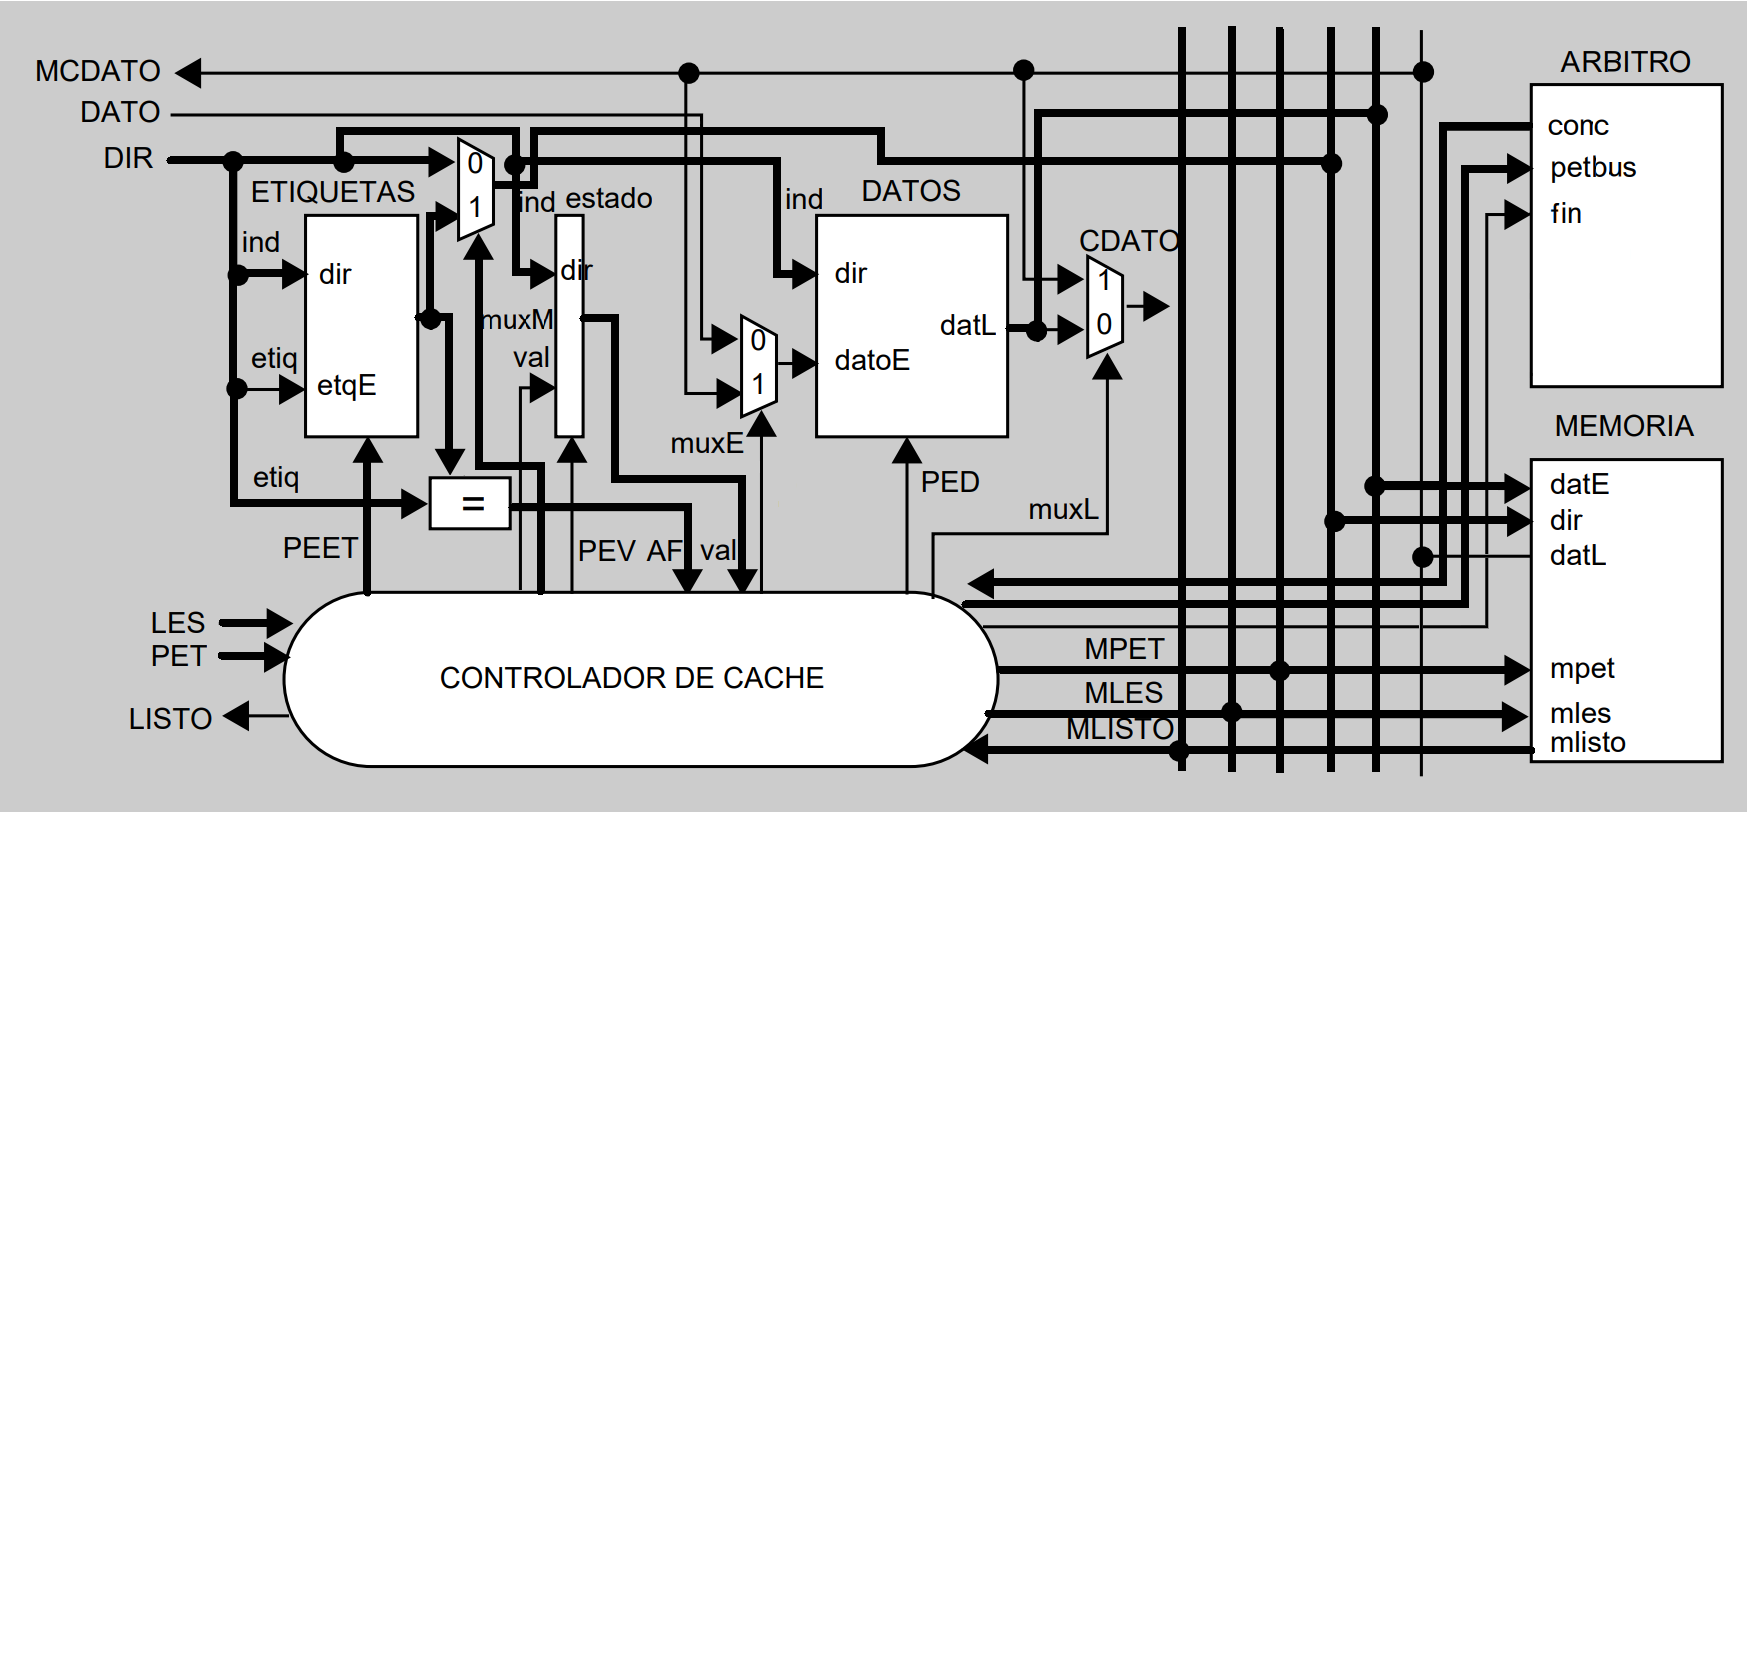 MCDATO
DATO
DIR
ETIQUETAS
0
1
ind
estado
ind
DATOS
CDATO
ARBITRO
conc
petbus
fin
ind
dir
etiq
etqE
dir
muxM
val
0
1
muxE
dir
datoE
datL
1
0
MEMORIA
datE
dir
datL
etiq
=
PEET
PEV AF val
PED
muxL
LES
PET
LISTO
CONTROLADOR DE CACHE
MPET
MLES
MLISTO
mpet
mles
mlisto